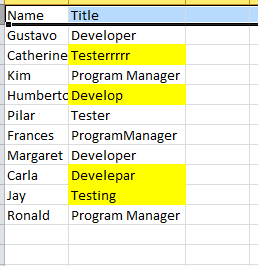 Name Title
Gustavo Developer
Catherine Testerrrrr
Kim Program Manager
Humberto Develop
Pilar Tester
Frances ProgramManager
Margaret Developer
Carla Develepar
Jay Testing
Ronald Program Manager